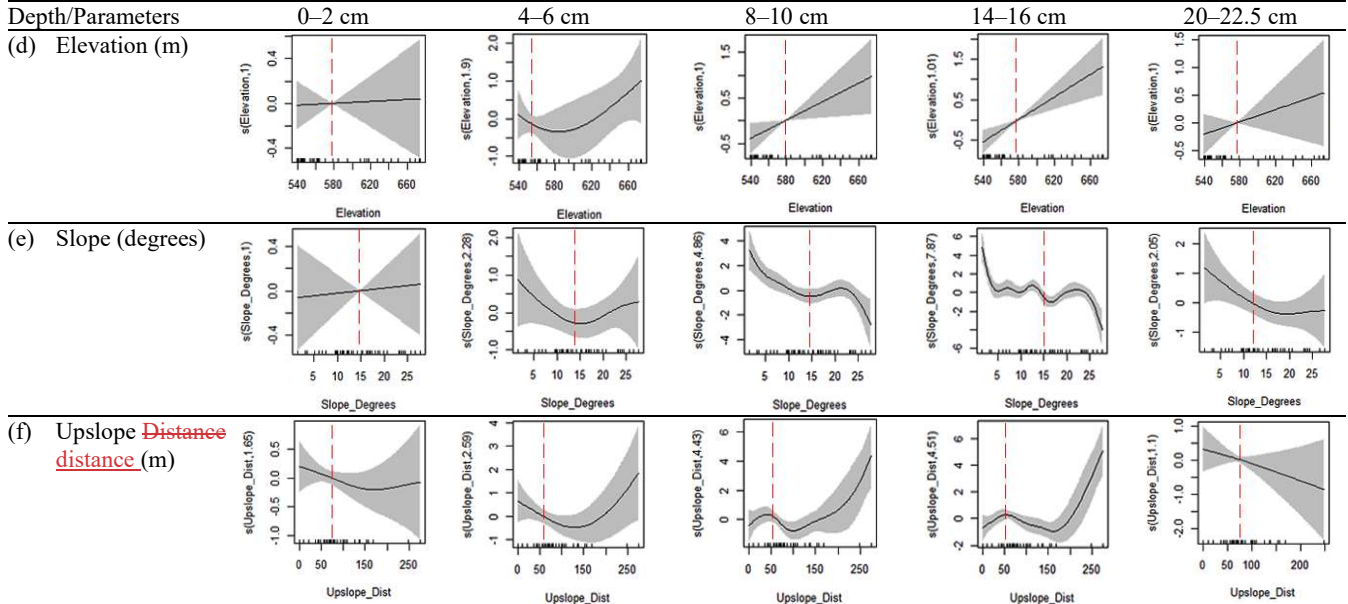 Depth/Parameters 0–2 cm 4–6 cm 8–10 cm 14–16 cm 20–22.5 cm
(d) Elevation (m)
s(Elevation,1)
0.4
0.0
-0.4
540 580 620 660
Elevation
s(Elevation,1.9)
2.0
1.0
0.0
-1.0
540 580 620 660
Elevation
s(Elevation,1)
1.5
0.5
-0.5
540 580 620 660
Elevation
s(Elevation,1.01)
1.5
0.5
-0.5
540 580 620 660
Elevation
s(Elevation,1)
1.5
1.0
0.5
0.0
-0.5
540 580 620 660
Elevation
(e) Slope (degrees)
s(Slope_Degrees,1)
0.4
0.0
-0.4
5 10 15 20 25
Slope_Degrees
s(Slope_Degrees,2.28)
2.0
1.0
0.0
-1.0
5 10 15 20 25
Slope_Degrees
s(Slope_Degrees,4.86)
4
2
0
-2
-4
5 10 15 20 25
Slope_Degrees
s(Slope_Degrees,7.87)
6
4
2
0
-2
-6
5 10 15 20 25
Slope_Degrees
s(Slope_Degrees,2.05)
2
1
0
-1
5 10 15 20 25
Slope_Degrees
(f) Upslope Distance
distance (m)
s(Upslope_Dist,1.65)
0.5
0.0
-0.5
-1.0
0 50 150 250
Upslope_Dist
s(Upslope_Dist,2.59)
4
3
2
1
0
-1
0 50 150 250
Upslope_Dist
s(Upslope_Dist,4.43)
6
4
2
0
0 50 150 250
Upslope_Dist
s(Upslope_Dist,4.51)
6
4
2
0
-2
0 50 150 250
Upslope_Dist
s(Upslope_Dist,1.1)
1.0
0.0
-1.0
-2.0
0 50 100 200
Upslope_Dist